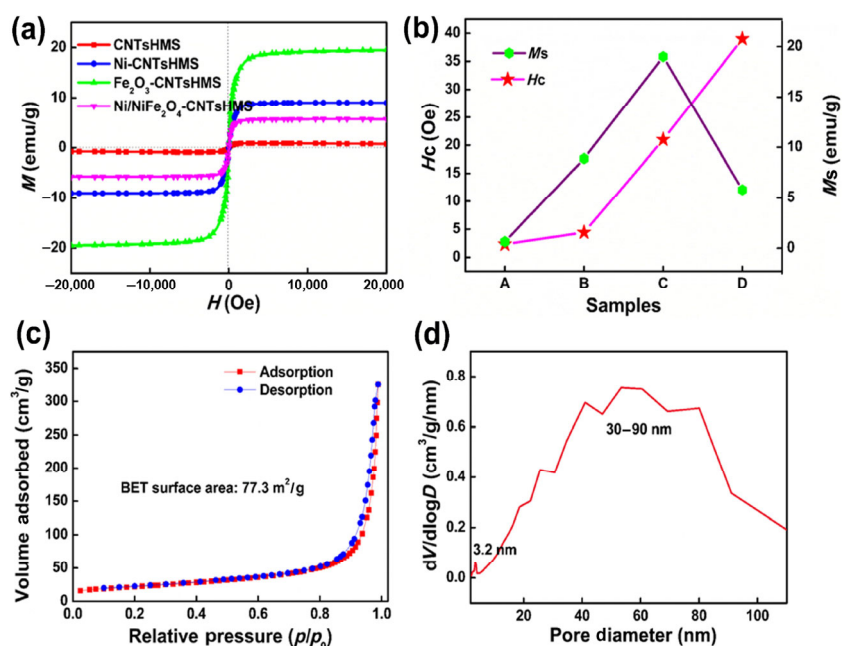 (a)
CNTsHMS
Ni-CNTsHMS
Fe₂O₃-CNTsHMS
Ni/NiFe₂O₄-CNTsHMS
20
10
0
−10
−20
M (emu/g)
−20,000 −10,000 0 10,000 20,000
H (Oe)
(b)
Ms
Hc
40
35
30
25
20
15
10
5
0
Hc (Oe)
20
15
10
5
0
Ms (emu/g)
A B C D
Samples
(c)
Adsorption
Desorption
350
300
250
200
150
100
50
0
Volume adsorbed (cm³/g)
BET surface area: 77.3 m²/g
0.0 0.2 0.4 0.6 0.8 1.0
Relative pressure (p/p₀)
(d)
0.8
0.6
0.4
0.2
0.0
dV/dlogD (cm³/g/nm)
30–90 nm
3.2 nm
20 40 60 80 100
Pore diameter (nm)